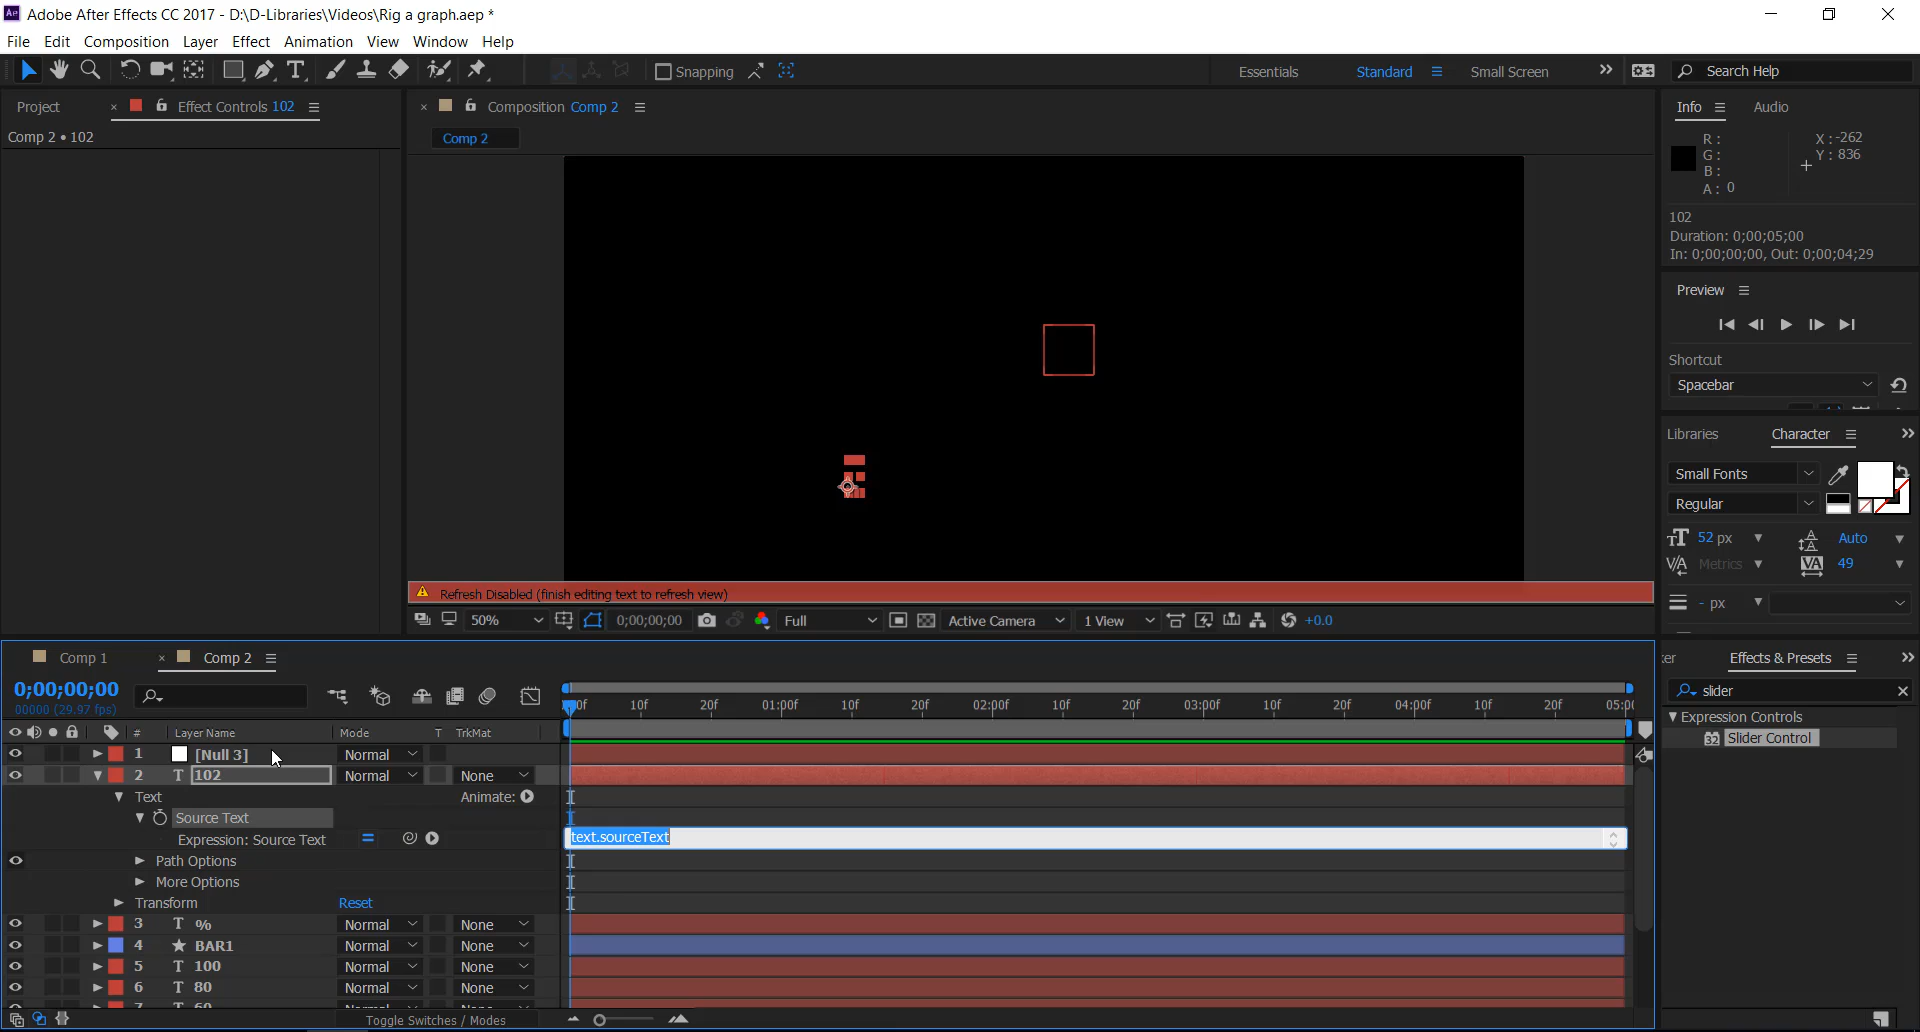 Adobe After Effects CC 2017 - D:\D-Libraries\Videos\Rig a graph.aep *
File Edit Composition Layer Effect Animation View Window Help
Snapping Essentials Standard Small Screen Search Help
Project Effect Controls 102 Composition Comp 2 Info Audio
Comp 2 • 102 Comp 2
R: X: -262
G: Y: 836
B:
A: 0
102
Duration: 0;00;05;00
In: 0;00;00;00, Out: 0;00;04;29
Preview
Shortcut
Spacebar
Libraries Character
Small Fonts
Regular
52 px Auto
Metrics 49
- px
Refresh Disabled (finish editing text to refresh view)
50% 0;00;00;00 Full Active Camera 1 View +0.0
Comp 1 Comp 2
Effects & Presets
slider
Expression Controls
Slider Control
0;00;00;00
00000 (29.97 fps)
10f 20f 01:00f 10f 20f 02:00f 10f 20f 03:00f 10f 20f 04:00f 10f 20f
# Layer Name Mode T TrkMat
1 [Null 3] Normal
2 T 102 Normal None
Text Animate:
Source Text
Expression: Source Text text.sourceText
Path Options
More Options
Transform Reset
3 T % Normal None
4 BAR1 Normal None
5 T 100 Normal None
6 T 80 Normal None
Toggle Switches / Modes